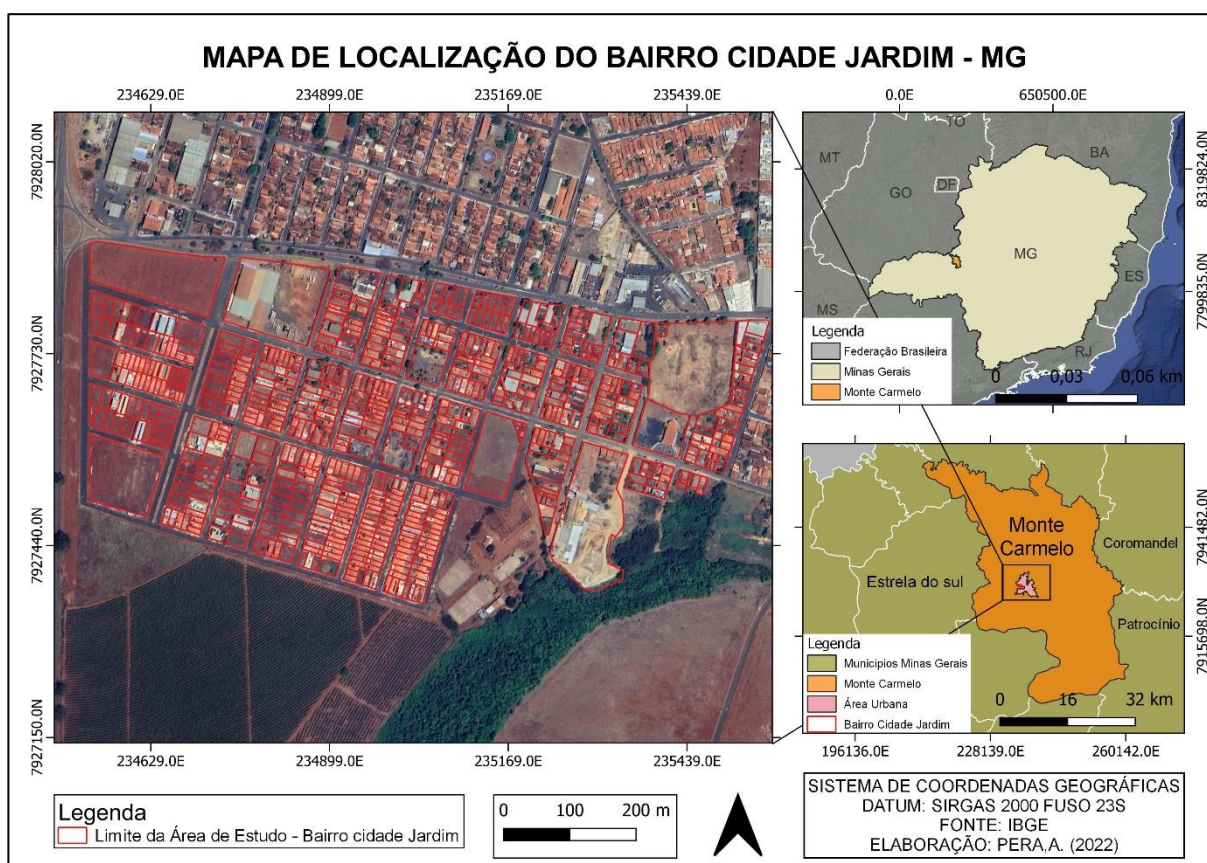 MAPA DE LOCALIZAÇÃO DO BAIRRO CIDADE JARDIM - MG
234629.0E 234899.0E 235169.0E 235439.0E
7928020.0N
7927730.0N
7927440.0N
7927150.0N
234629.0E 234899.0E 235169.0E 235439.0E
Legenda
Limite da Área de Estudo - Bairro cidade Jardim
0 100 200 m
0.0E 650500.0E
8319824.0N
7799835.0N
TO
MT
BA
DF
GO
MG
ES
MS
RJ
Legenda
Federação Brasileira
Minas Gerais
Monte Carmelo
0 0,03 0,06 km
7941482.0N
7915698.0N
Monte
Carmelo
Coromandel
Estrela do sul
Patrocínio
Legenda
Municipios Minas Gerais
Monte Carmelo
Área Urbana
Bairro Cidade Jardim
0 16 32 km
196136.0E 228139.0E 260142.0E
SISTEMA DE COORDENADAS GEOGRÁFICAS
DATUM: SIRGAS 2000 FUSO 23S
FONTE: IBGE
ELABORAÇÃO: PERA,A. (2022)